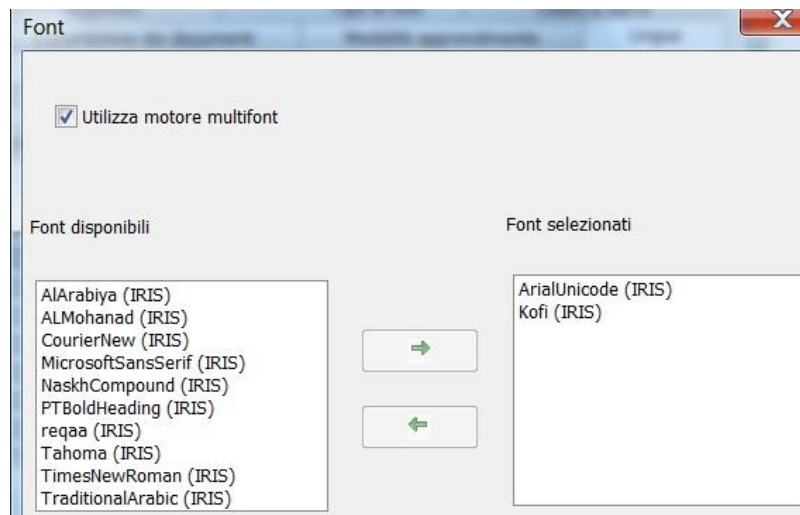 Font
Utilizza motore multifont
Font disponibili
AlArabiya (IRIS)
ALMohanad (IRIS)
CourierNew (IRIS)
MicrosoftSansSerif (IRIS)
NaskhCompound (IRIS)
PTBoldHeading (IRIS)
reqaa (IRIS)
Tahoma (IRIS)
TimesNewRoman (IRIS)
TraditionalArabic (IRIS)
Font selezionati
ArialUnicode (IRIS)
Kofi (IRIS)